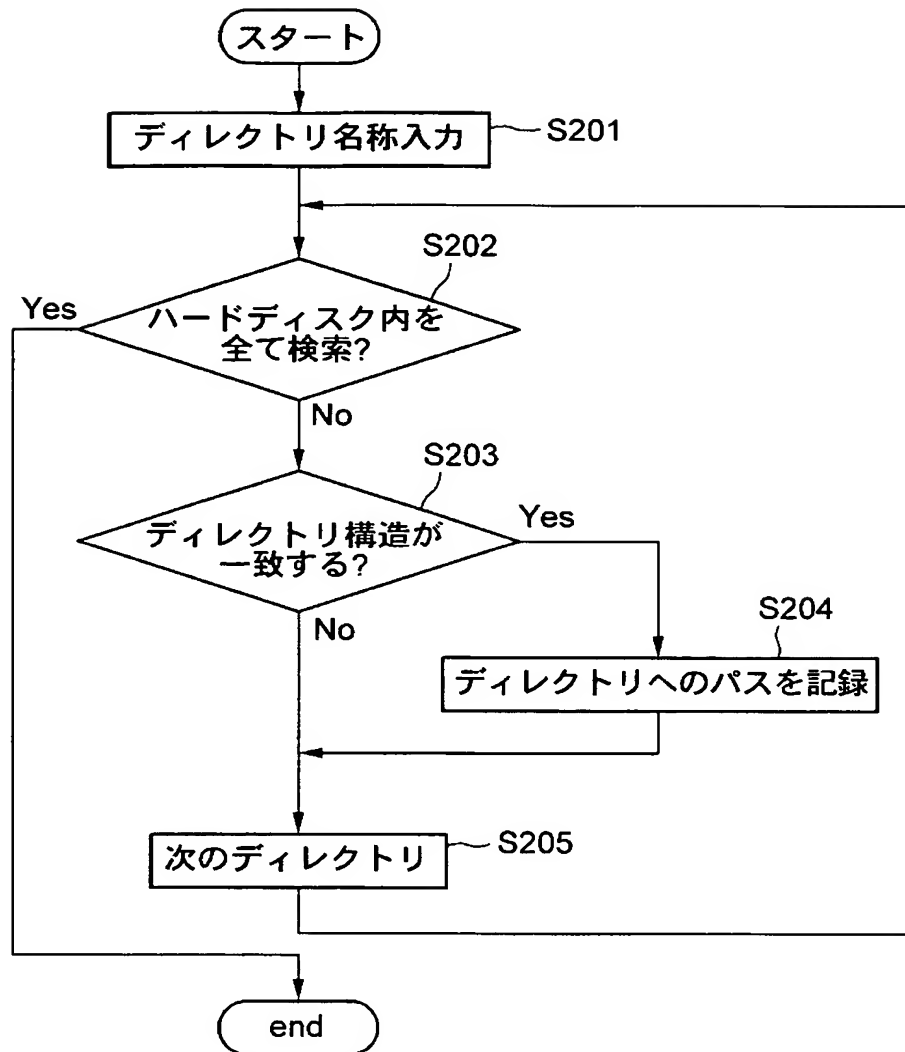 スタート
ディレクトリ名称入力
S201
S202
Yes
ハードディスク内を
全て検索?
No
S203
ディレクトリ構造が
一致する?
Yes
No
S204
ディレクトリへのパスを記録
次のディレクトリ
S205
end